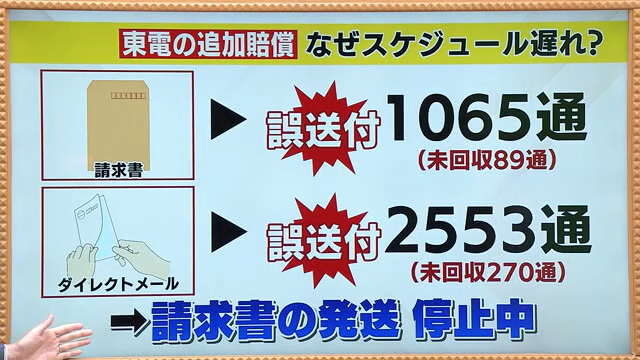 東電の追加賠償 なぜスケジュール遅れ?
請求書
誤送付 1065通
(未回収89通)
ダイレクトメール
誤送付 2553通
(未回収270通)
➡請求書の発送 停止中